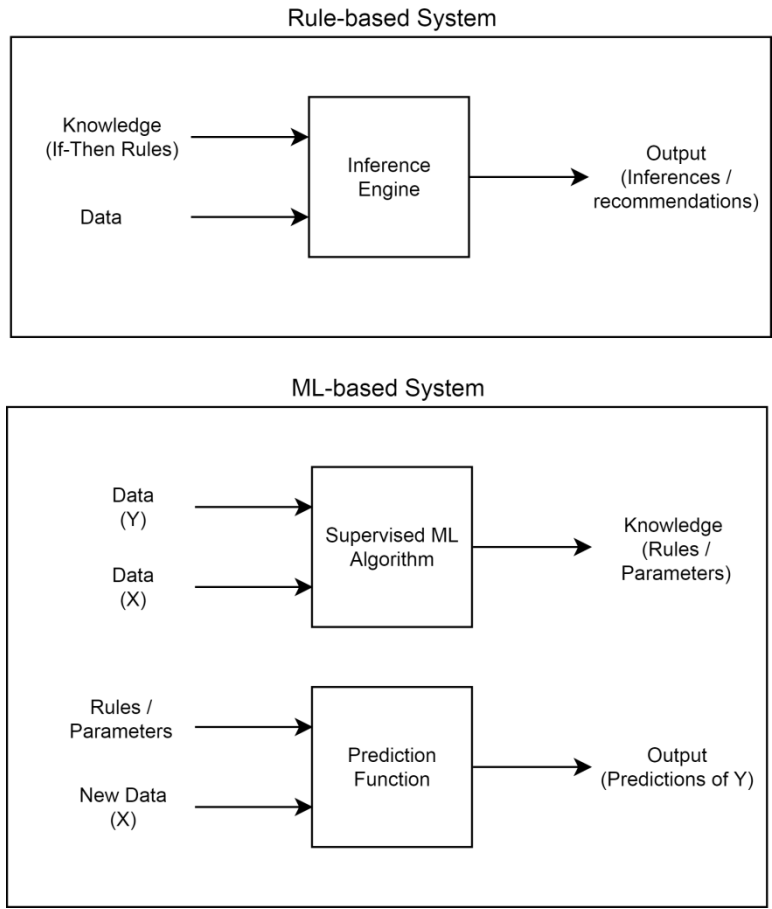 Rule-based System
Knowledge
(If-Then Rules)
Data
Inference
Engine
Output
(Inferences /
recommendations)
ML-based System
Data
(Y)
Data
(X)
Supervised ML
Algorithm
Knowledge
(Rules /
Parameters)
Rules /
Parameters
New Data
(X)
Prediction
Function
Output
(Predictions of Y)